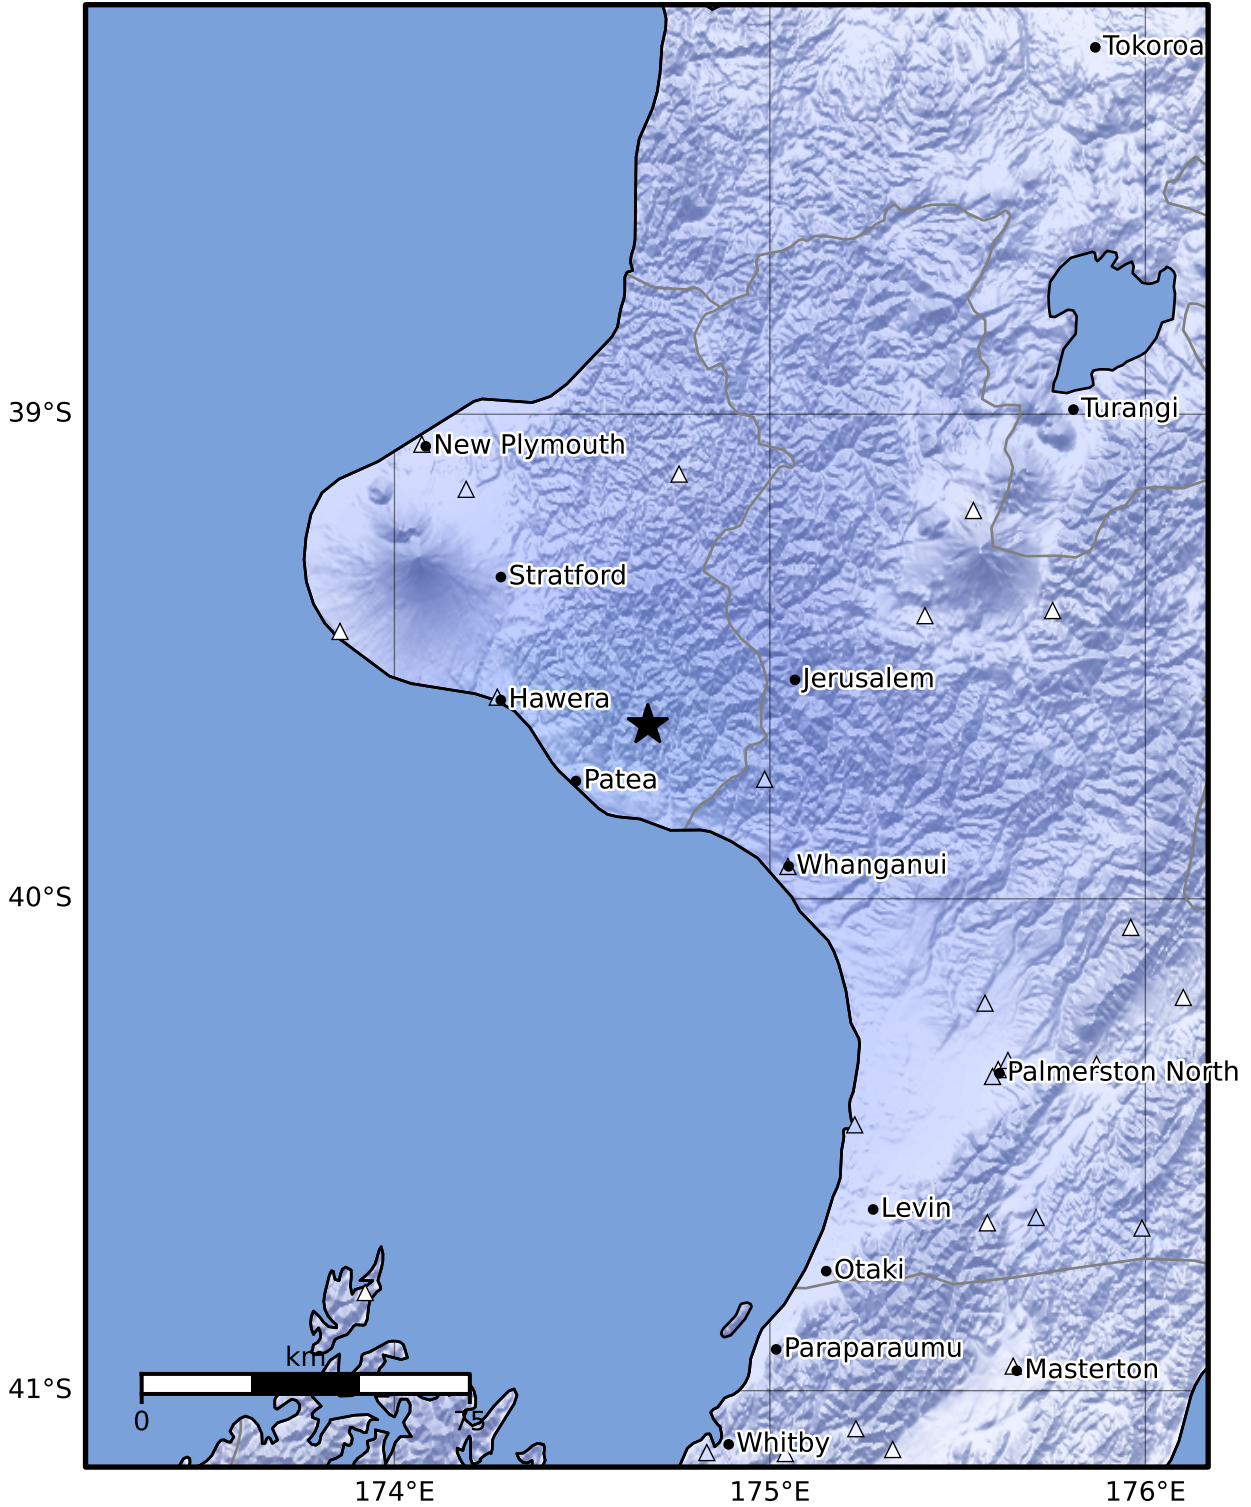 Tokoroa
39°S
Turangi
New Plymouth
Stratford
Jerusalem
Hawera
Patea
Whanganui
40°S
Palmerston North
Levin
Otaki
Paraparaumu
km
Masterton
41°S
0
75
Whitby
174°E
175°E
176°E